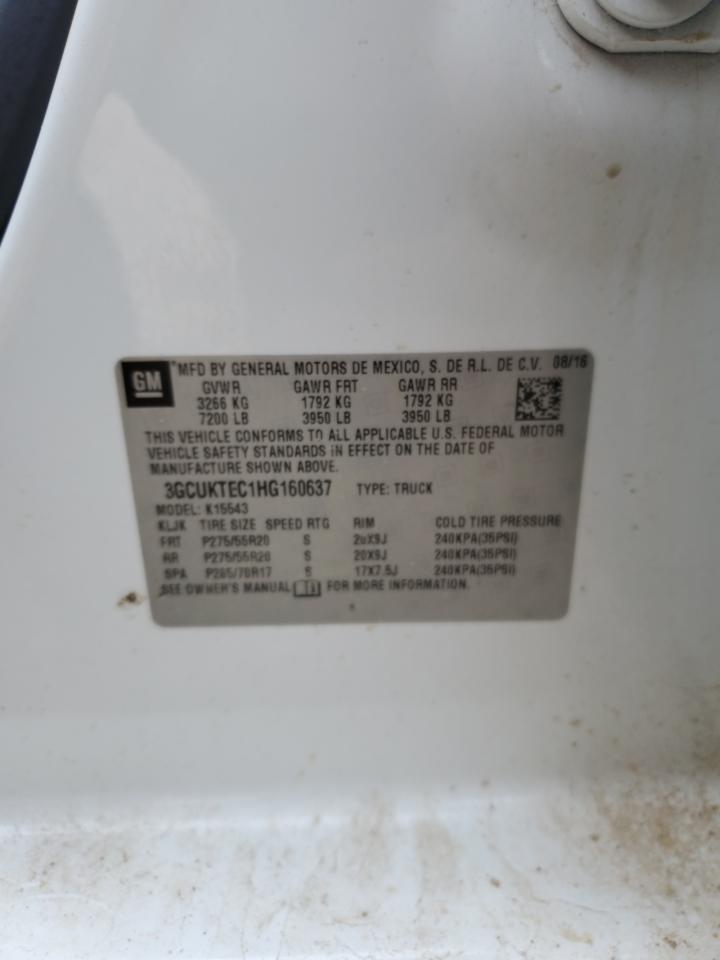 GM
*MFD BY GENERAL MOTORS DE MEXICO, S. DE R.L. DE C.V. 08/16
GVWR GAWR FRT GAWR RR
3266 KG 1792 KG 1792 KG
7200 LB 3950 LB 3950 LB
THIS VEHICLE CONFORMS TO ALL APPLICABLE U.S. FEDERAL MOTOR
VEHICLE SAFETY STANDARDS IN EFFECT ON THE DATE OF
MANUFACTURE SHOWN ABOVE.
3GCUKTEC1HG160637 TYPE: TRUCK
MODEL: K15543
KLJK TIRE SIZE SPEED RTG RIM COLD TIRE PRESSURE
FRT P275/55R20 S 20X9J 240KPA(35PSI)
RR P275/55R20 S 20X9J 240KPA(35PSI)
SPA P265/70R17 S 17X7.5J 240KPA(35PSI)
SEE OWNER'S MANUAL FOR MORE INFORMATION.